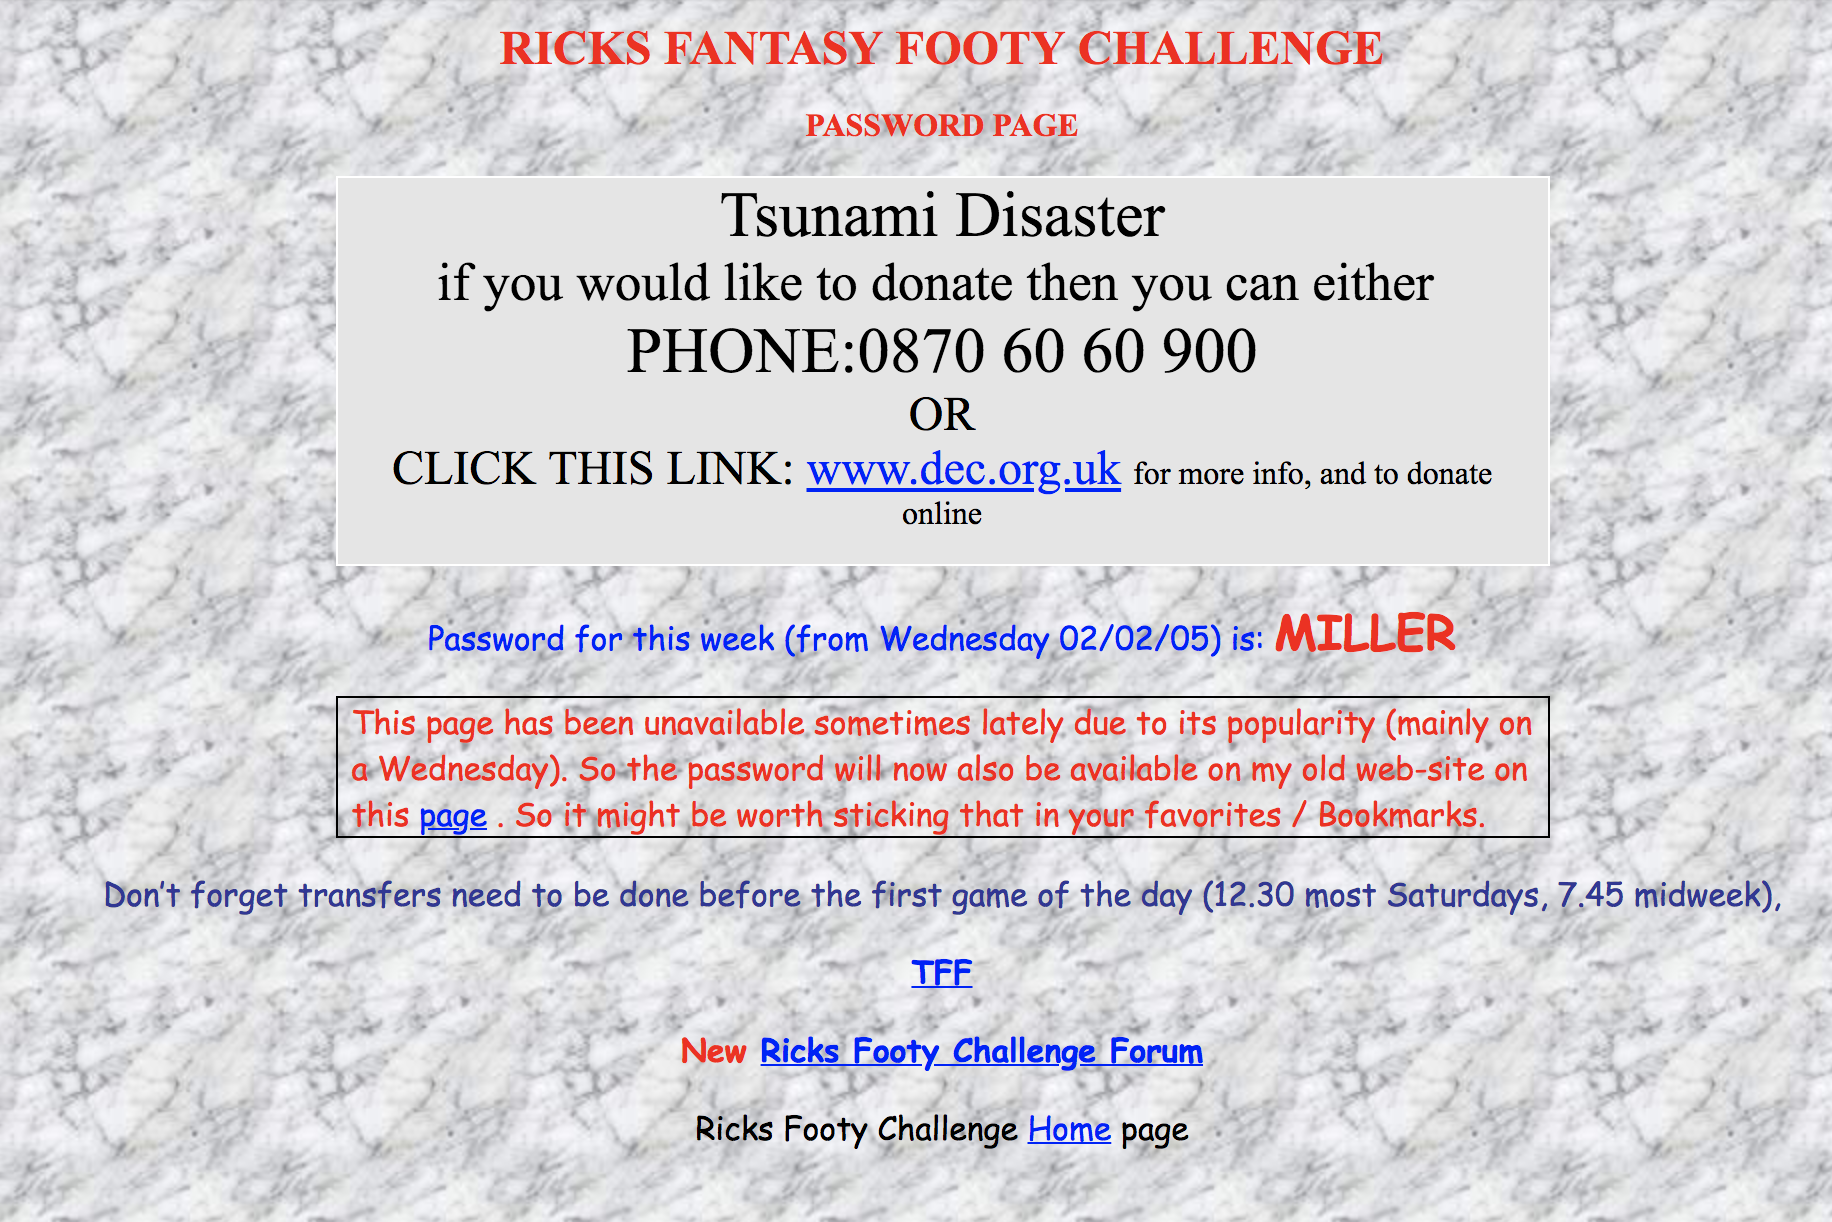 RICKS FANTASY FOOTY CHALLENGE
PASSWORD PAGE
Tsunami Disaster
if you would like to donate then you can either
PHONE:0870 60 60 900
OR
CLICK THIS LINK: www.dec.org.uk for more info, and to donate
online
Password for this week (from Wednesday 02/02/05) is: MILLER
This page has been unavailable sometimes lately due to its popularity (mainly on
a Wednesday). So the password will now also be available on my old web-site on
this page . So it might be worth sticking that in your favorites / Bookmarks.
Don't forget transfers need to be done before the first game of the day (12.30 most Saturdays, 7.45 midweek),
TFF
New Ricks Footy Challenge Forum
Ricks Footy Challenge Home page